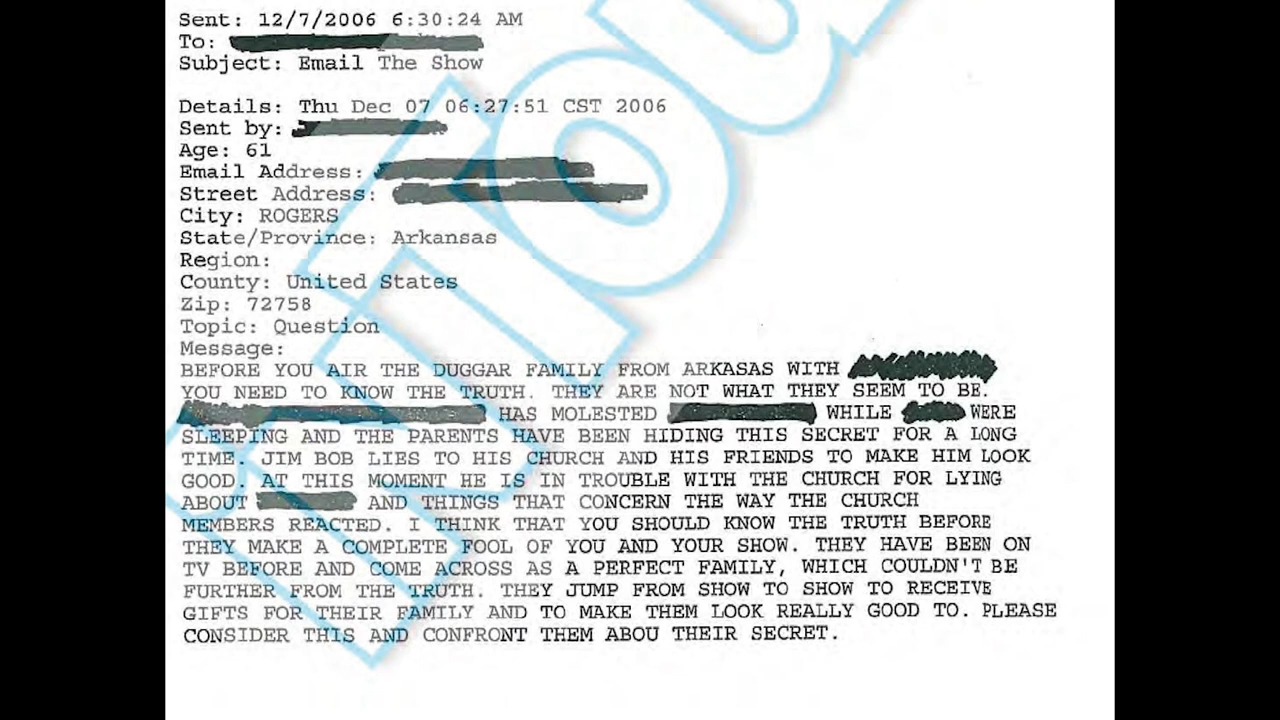 Sent: 12/7/2006 6:30:24 AM
To:
Subject: Email The Show
Details: Thu Dec 07 06:27:51 CST 2006
Sent by:
Age: 61
Email Address:
Street Address:
City: ROGERS
State/Province: Arkansas
Region:
County: United States
Zip: 72758
Topic: Question
Message:
BEFORE YOU AIR THE DUGGAR FAMILY FROM ARKASAS WITH
YOU NEED TO KNOW THE TRUTH. THEY ARE NOT WHAT THEY SEEM TO BE.
HAS MOLESTED WHILE WERE
SLEEPING AND THE PARENTS HAVE BEEN HIDING THIS SECRET FOR A LONG
TIME. JIM BOB LIES TO HIS CHURCH AND HIS FRIENDS TO MAKE HIM LOOK
GOOD. AT THIS MOMENT HE IS IN TROUBLE WITH THE CHURCH FOR LYING
ABOUT AND THINGS THAT CONCERN THE WAY THE CHURCH
MEMBERS REACTED. I THINK THAT YOU SHOULD KNOW THE TRUTH BEFORE
THEY MAKE A COMPLETE FOOL OF YOU AND YOUR SHOW. THEY HAVE BEEN ON
TV BEFORE AND COME ACROSS AS A PERFECT FAMILY, WHICH COULDN'T BE
FURTHER FROM THE TRUTH. THEY JUMP FROM SHOW TO SHOW TO RECEIVE
GIFTS FOR THEIR FAMILY AND TO MAKE THEM LOOK REALLY GOOD TO. PLEASE
CONSIDER THIS AND CONFRONT THEM ABOU THEIR SECRET.
InTou